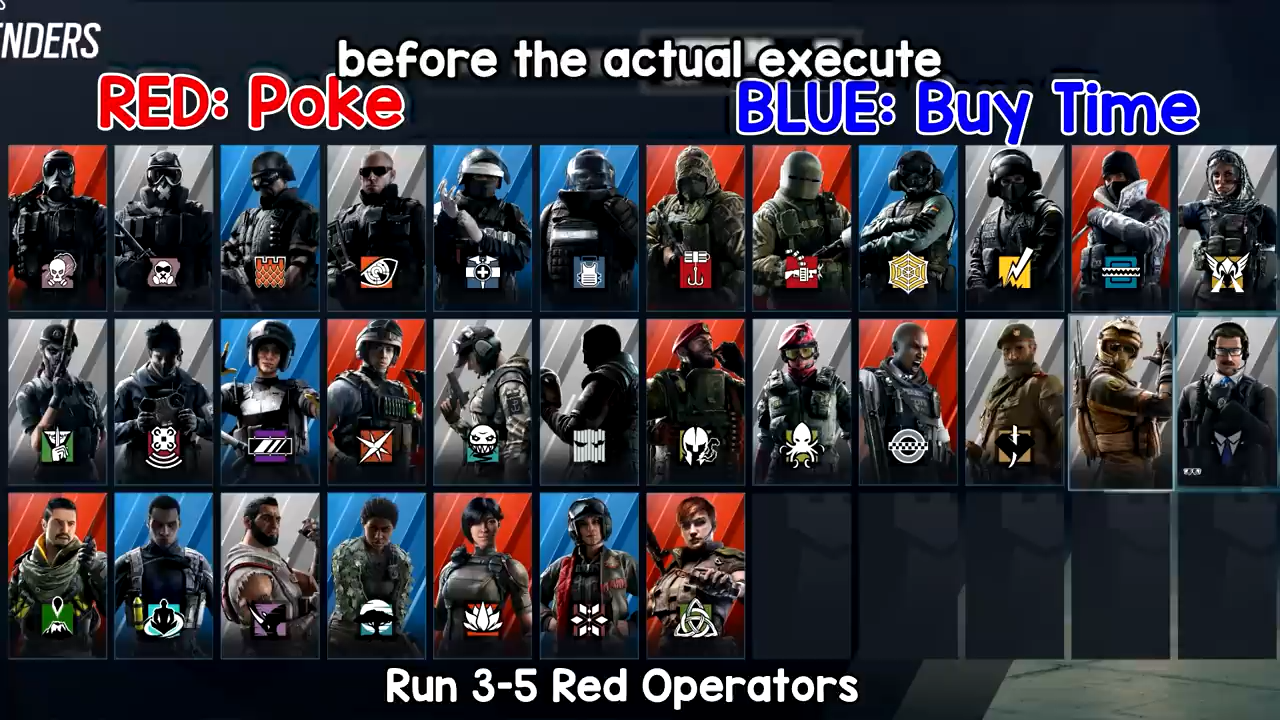 NDERS
before the actual execute
RED: Poke
BLUE: Buy Time
Run 3-5 Red Operators